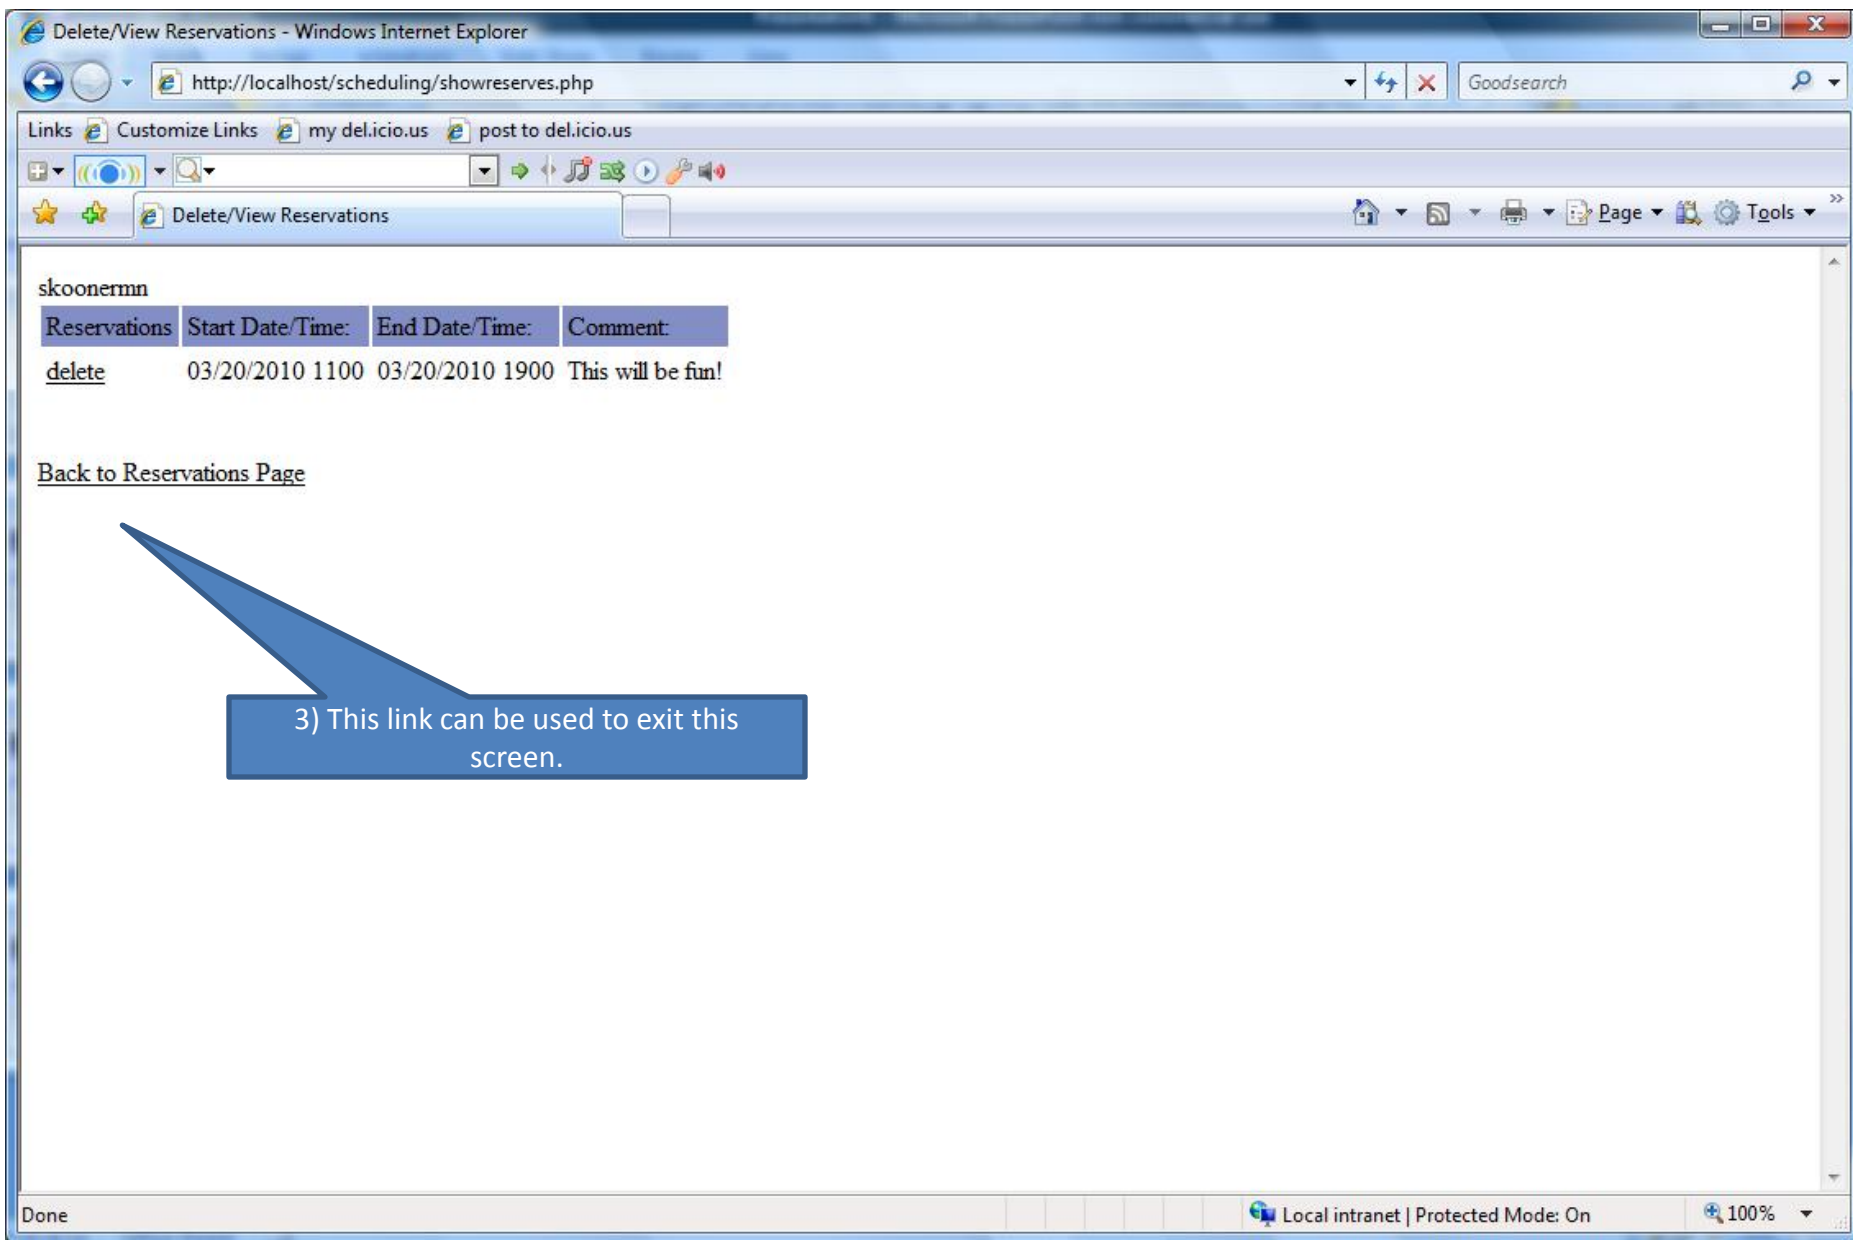 Delete/View Reservations - Windows Internet Explorer
http://localhost/scheduling/showreserves.php
Goodsearch
Links Customize Links my del.icio.us post to del.icio.us
Delete/View Reservations
Page Tools
skoonermn
Reservations Start Date/Time: End Date/Time: Comment:
delete 03/20/2010 1100 03/20/2010 1900 This will be fun!
Back to Reservations Page
3) This link can be used to exit this
screen.
Done
Local intranet | Protected Mode: On
100%